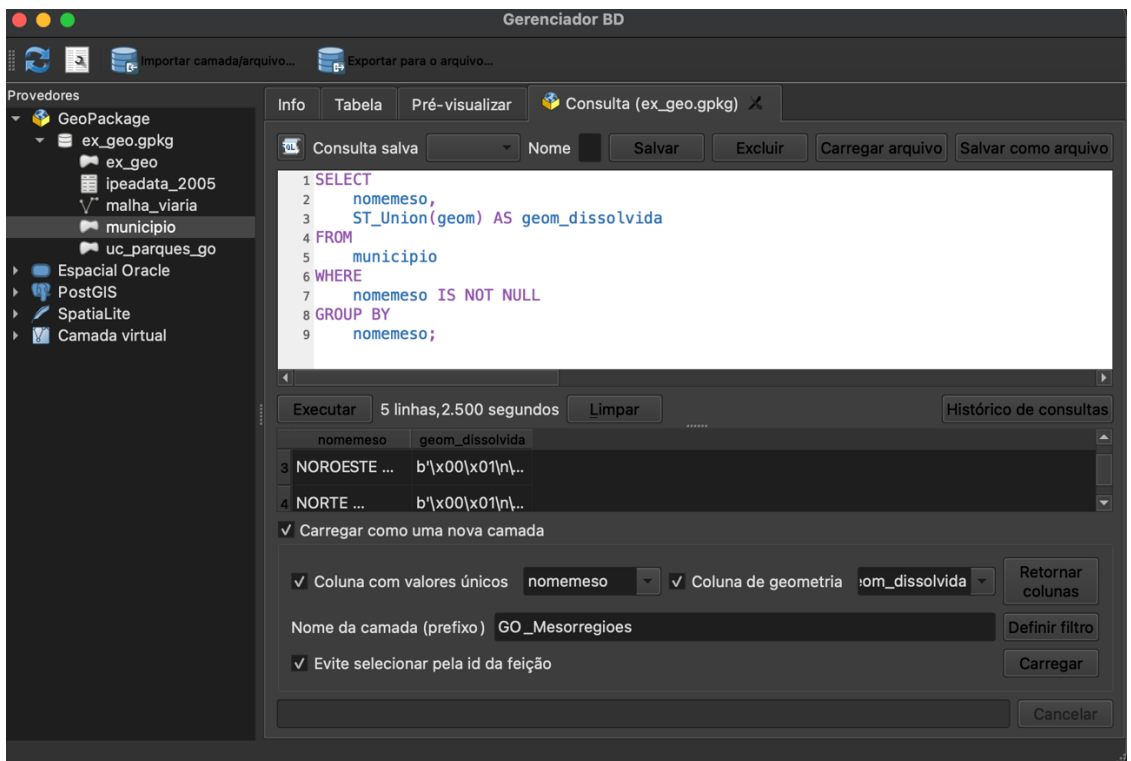 Gerenciador BD
Importar camada/arquivo... Exportar para o arquivo...
Provedores
GeoPackage
ex_geo.gpkg
ex_geo
ipeadata_2005
malha_viaria
municipio
uc_parques_go
Espacial Oracle
PostGIS
SpatiaLite
Camada virtual
Info Tabela Pré-visualizar Consulta (ex_geo.gpkg)
Consulta salva Nome Salvar Excluir Carregar arquivo Salvar como arquivo
1 SELECT
2 nomemeso,
3 ST_Union(geom) AS geom_dissolvida
4 FROM
5 municipio
6 WHERE
7 nomemeso IS NOT NULL
8 GROUP BY
9 nomemeso;
Executar 5 linhas,2.500 segundos Limpar Histórico de consultas
nomemeso geom_dissolvida
3 NOROESTE ... b'\x00\x01\n\...
4 NORTE ... b'\x00\x01\n\...
Carregar como uma nova camada
Coluna com valores únicos nomemeso Coluna de geometria eom_dissolvida Retornar colunas
Nome da camada (prefixo) GO_Mesorregioes Definir filtro
Evite selecionar pela id da feição Carregar
Cancelar